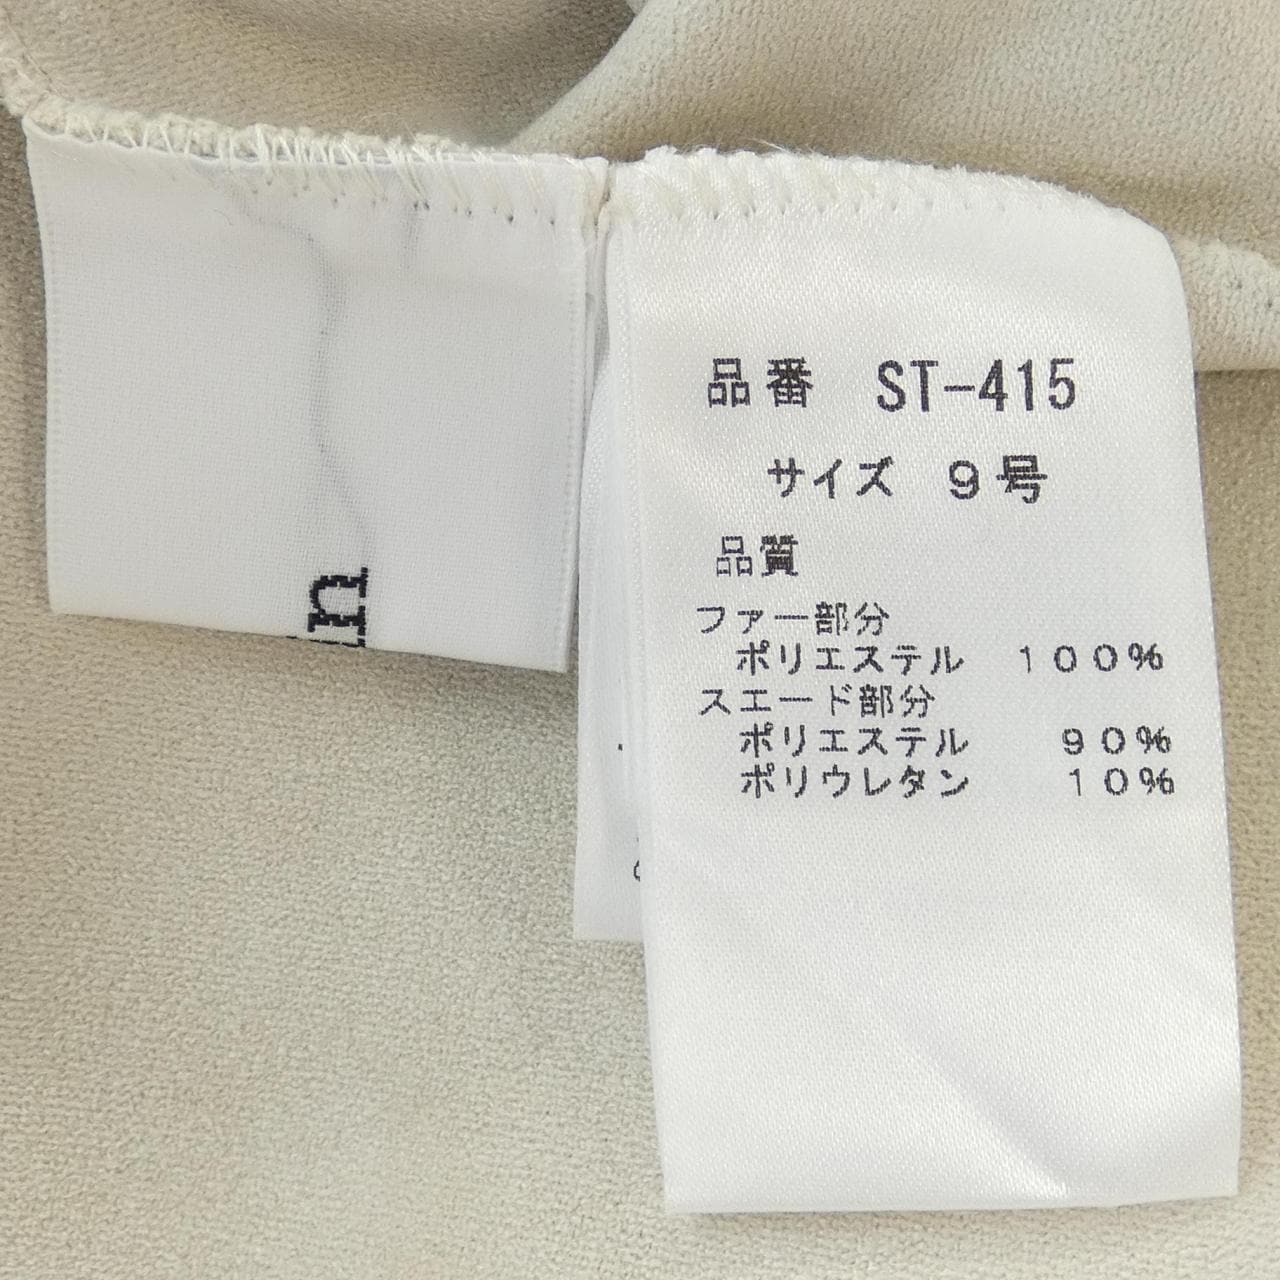 品番 ST-415
サイズ 9号
品質
ファー部分
ポリエステル 100%
スエード部分
ポリエステル 90%
ポリウレタン 10%